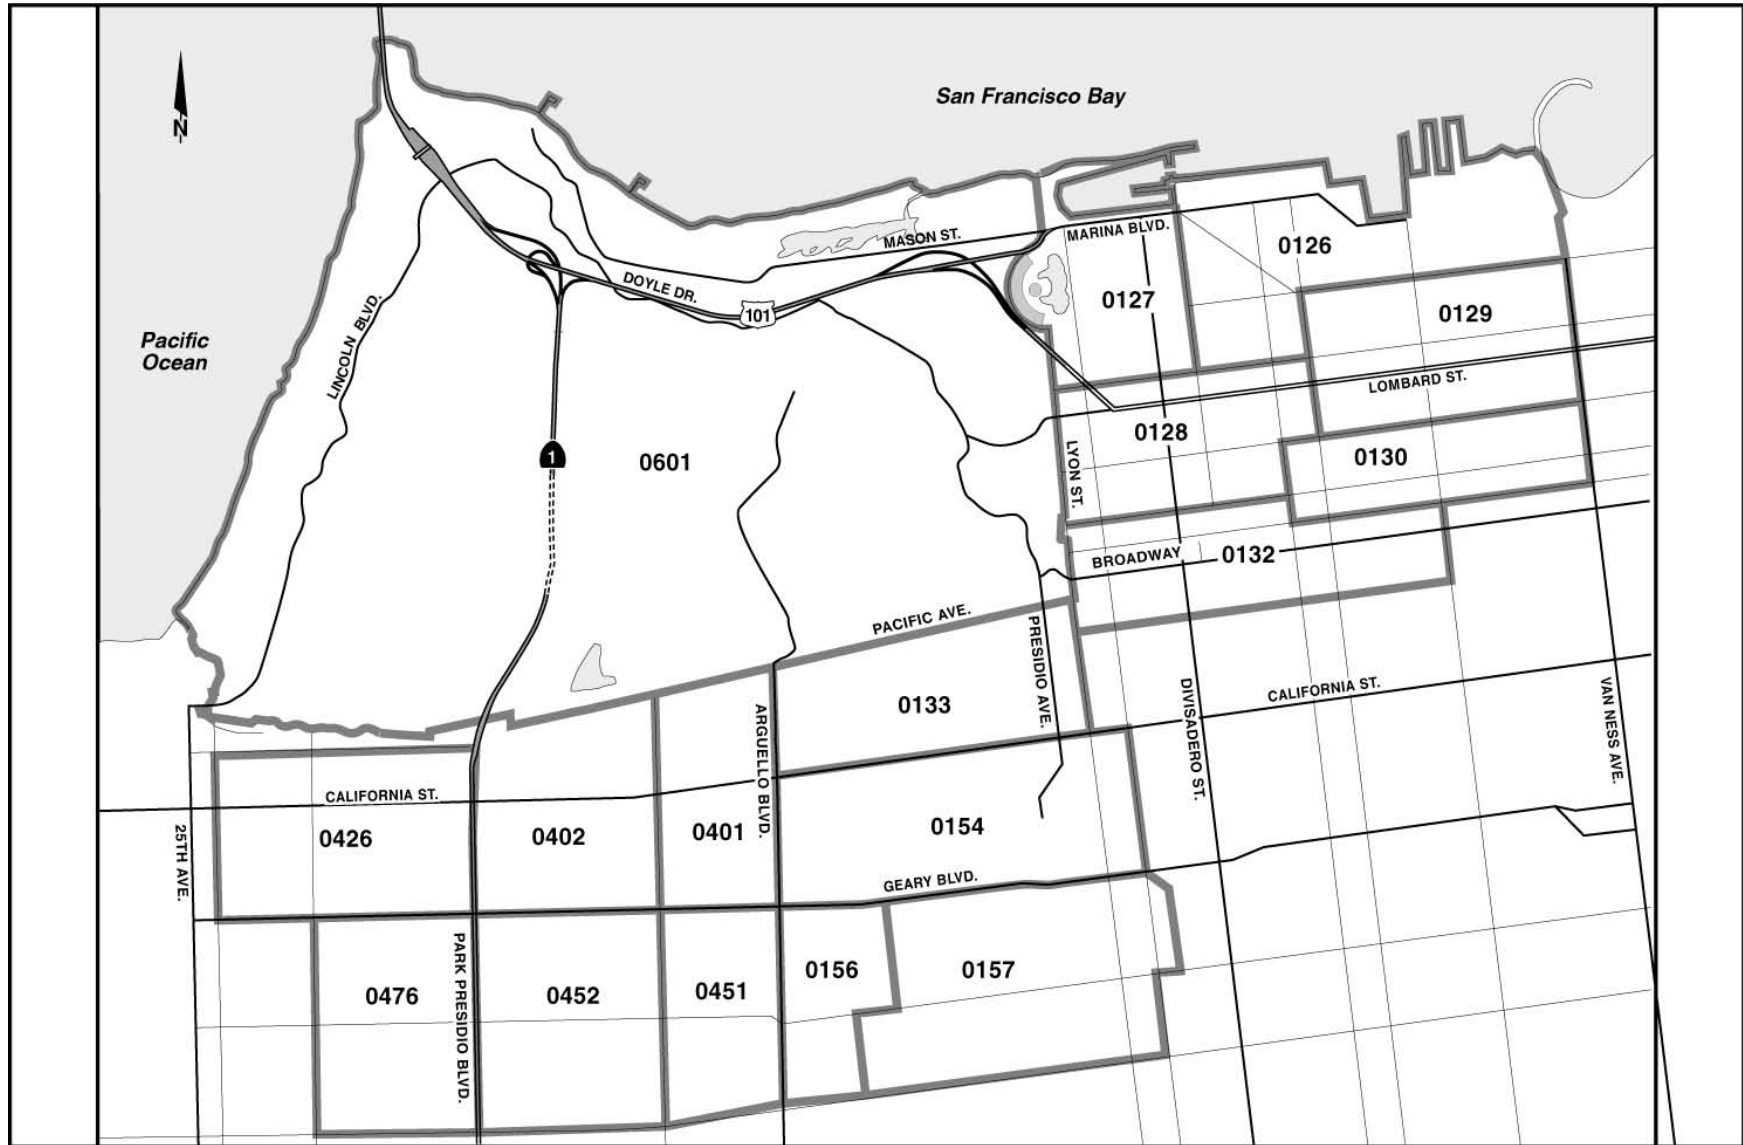 San Francisco Bay
N
MASON ST.
MARINA BLVD.
0126
DOYLE DR.
101
0127
0129
LINCOLN BLVD.
Pacific
Ocean
LOMBARD ST.
0128
LYON ST.
0130
1
0601
BROADWAY
0132
PACIFIC AVE.
PRESIDIO AVE.
0133
ARGUELLO BLVD.
DIVISADERO ST.
CALIFORNIA ST.
VAN NESS AVE.
CALIFORNIA ST.
25TH AVE.
0426
0402
0401
0154
GEARY BLVD.
PARK PRESIDIO BLVD.
0476
0452
0451
0156
0157